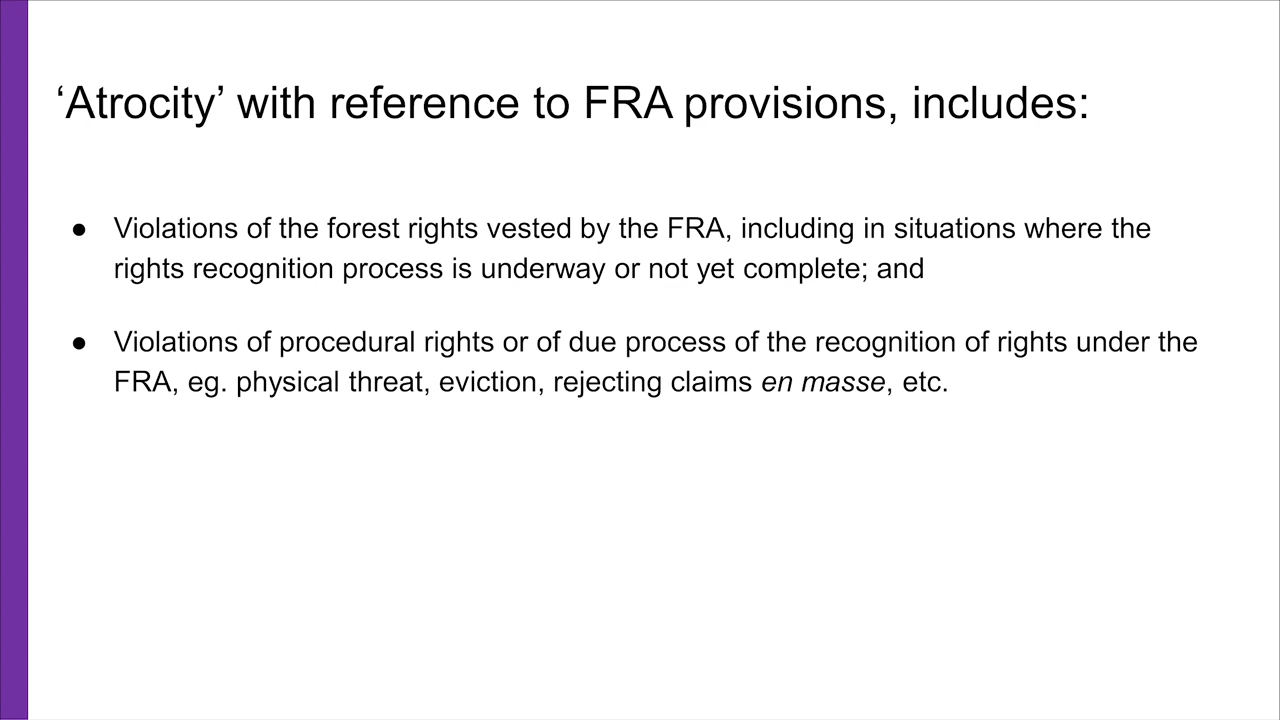 ‘Atrocity’ with reference to FRA provisions, includes:
● Violations of the forest rights vested by the FRA, including in situations where the
rights recognition process is underway or not yet complete; and
● Violations of procedural rights or of due process of the recognition of rights under the
FRA, eg. physical threat, eviction, rejecting claims en masse, etc.